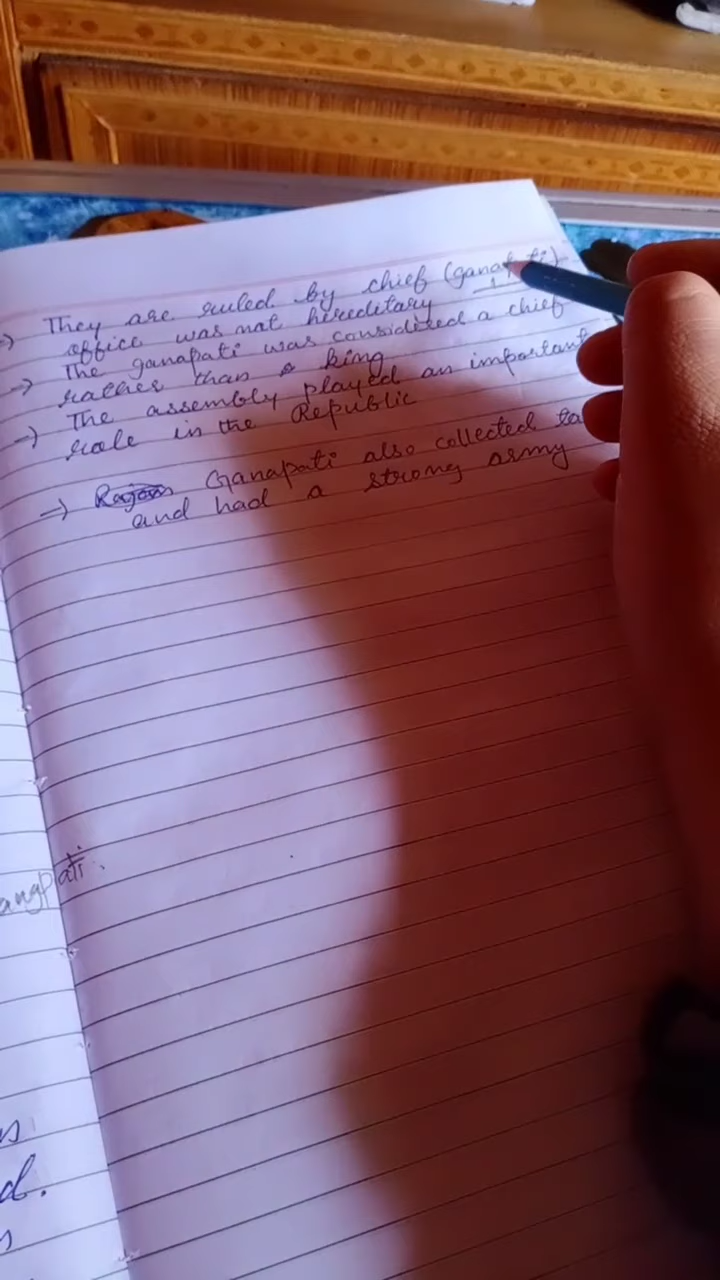 → They are ruled by chief (ganapati)
office was not hereditary
→ The ganapati was considered a chief
rather than a king
→ The assembly played an important
role in the Republic
→ Ganapati also collected
and had a strong army
angpati.
d.